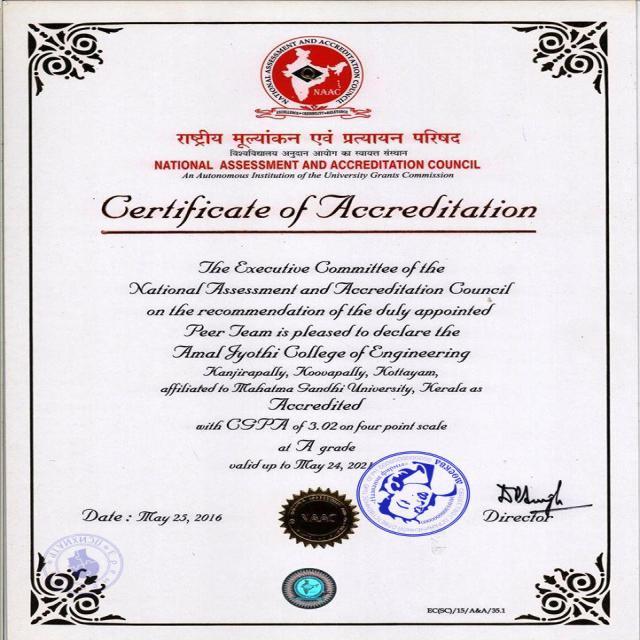 NATIONAL ASSESSMENT AND ACCREDITATION COUNCIL
NAAC
EXCELLENCE • CREDIBILITY • RELEVANCE
राष्ट्रीय मूल्यांकन एवं प्रत्यायन परिषद
विश्वविद्यालय अनुदान आयोग का स्वायत्त संस्थान
NATIONAL ASSESSMENT AND ACCREDITATION COUNCIL
An Autonomous Institution of the University Grants Commission
Certificate of Accreditation
The Executive Committee of the
National Assessment and Accreditation Council
on the recommendation of the duly appointed
Peer Team is pleased to declare the
Amal Jyothi College of Engineering
Kanjirapally, Koovapally, Kottayam,
affiliated to Mahatma Gandhi University, Kerala as
Accredited
with CGPA of 3.02 on four point scale
at A grade
valid up to May 24, 2021
Date : May 25, 2016
NAAC
Москва
DSingh
Director
EC(SC)/15/A&A/35.1